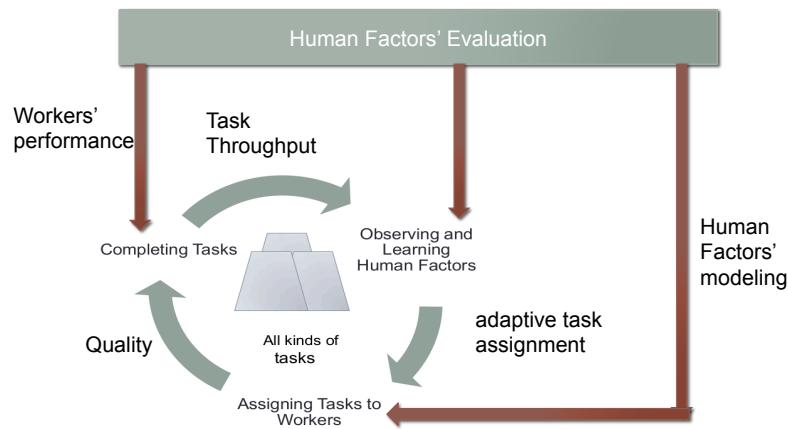 Human Factors' Evaluation
Workers'
performance
Task
Throughput
Completing Tasks
Observing and
Learning
Human Factors
Human
Factors'
modeling
Quality
All kinds of
tasks
adaptive task
assignment
Assigning Tasks to
Workers